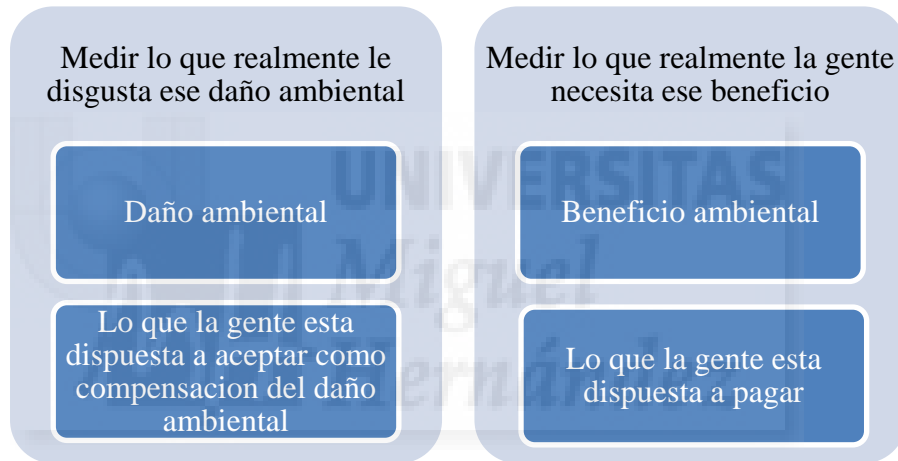 Medir lo que realmente le
disgusta ese daño ambiental
Daño ambiental
Lo que la gente esta
dispuesta a aceptar como
compensacion del daño
ambiental
Medir lo que realmente la gente
necesita ese beneficio
Beneficio ambiental
Lo que la gente esta
dispuesta a pagar
UNIVERSITAS
Miguel
Hernández